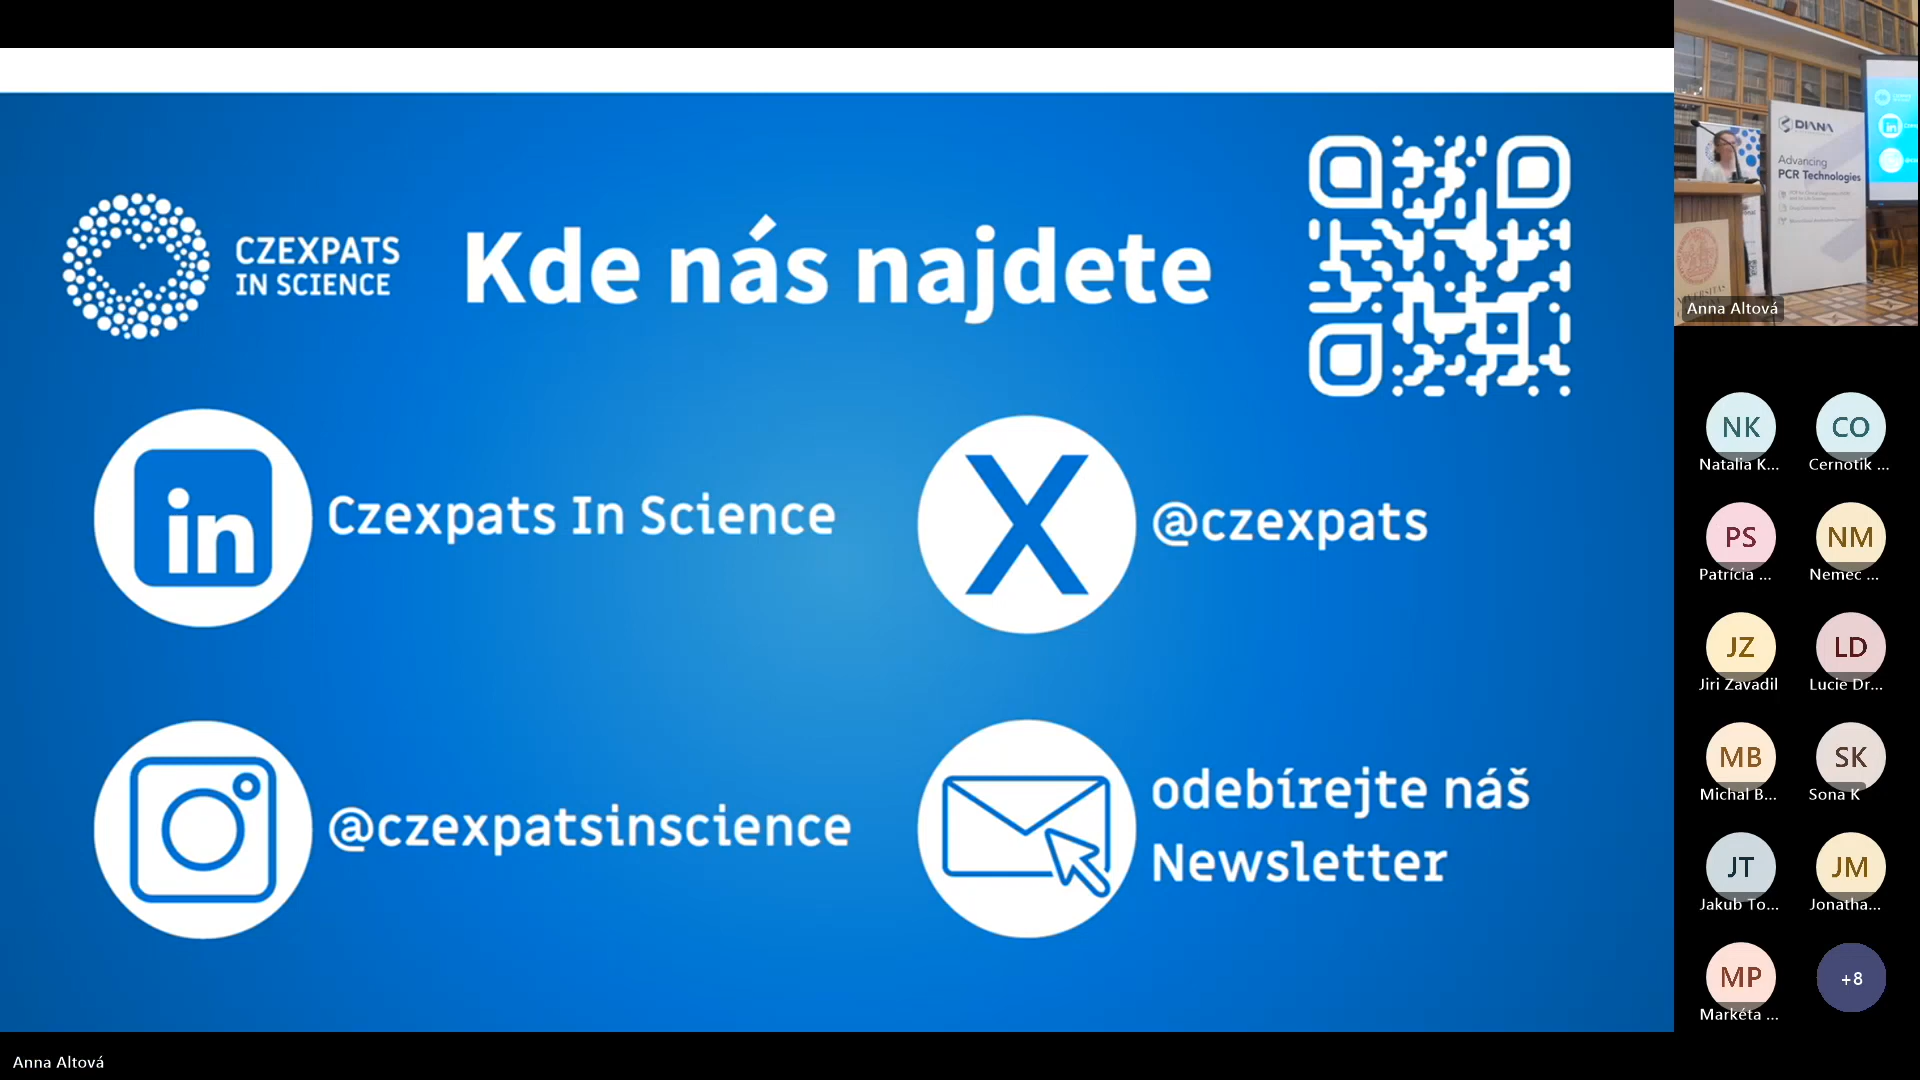 CZEXPATS
IN SCIENCE
Kde nás najdete
in
Czexpats In Science
X
@czexpats
@czexpatsinscience
odebírejte náš
Newsletter
Anna Altová
DIANA
Advancing
PCR Technologies
Anna Altová
NK
Natalia K...
CO
Cernotik ...
PS
Patrícia ...
NM
Nemec ...
JZ
Jiri Zavadil
LD
Lucie Dr...
MB
Michal B...
SK
Sona K
JT
Jakub To...
JM
Jonatha...
MP
Markéta ...
+8